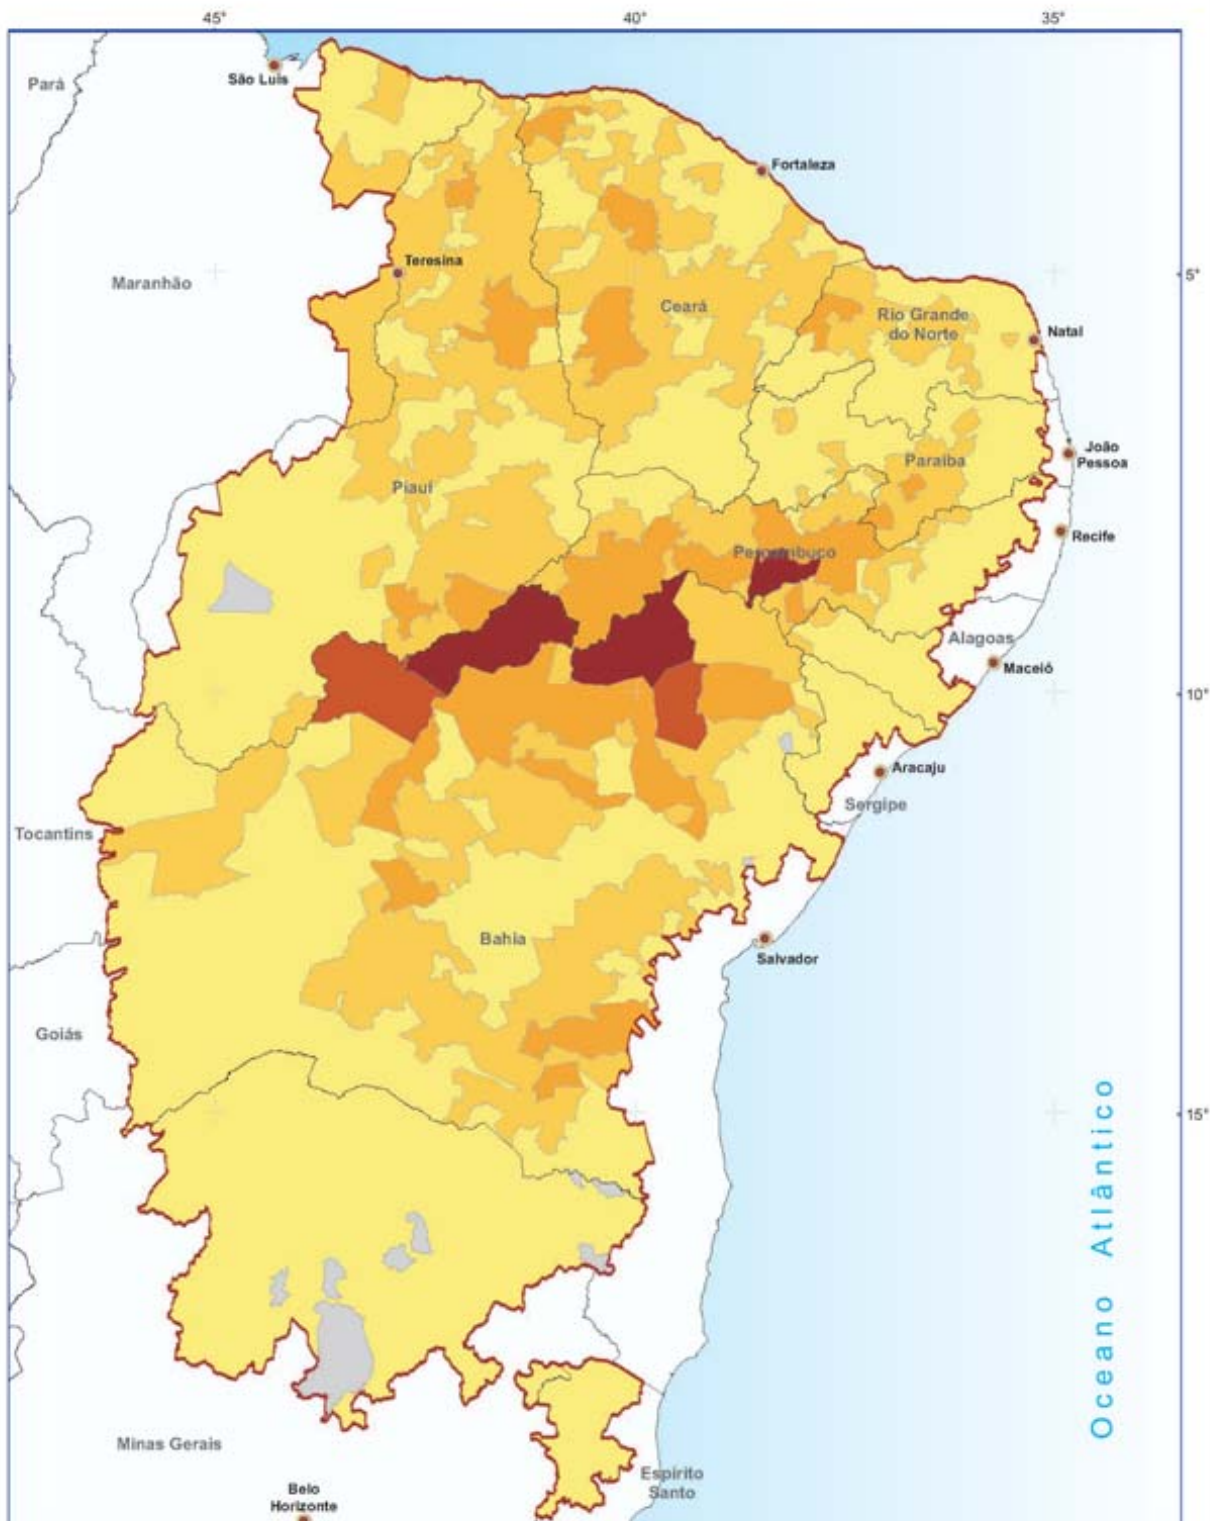 45°
40°
35°
Pará
São Luís
Fortaleza
Teresina
Maranhão
5°
Ceará
Rio Grande
do Norte
Natal
João
Pessoa
Paraíba
Piauí
Recife
Pernambuco
Alagoas
Maceió
10°
Aracaju
Sergipe
Tocantins
Bahia
Salvador
Goiás
15°
Oceano Atlântico
Minas Gerais
Espírito
Santo
Belo
Horizonte